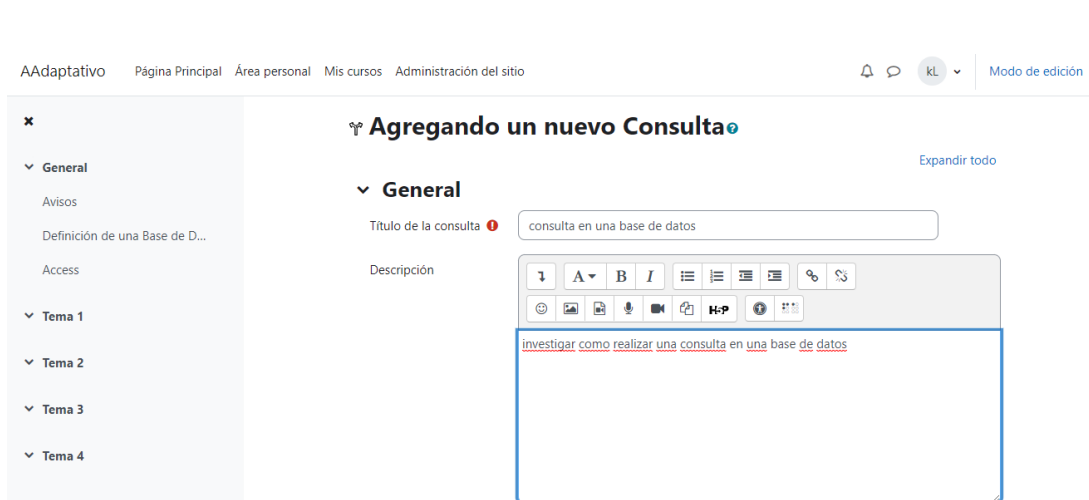 AAdaptativo Página Principal Área personal Mis cursos Administración del sitio kL Modo de edición
Agregando un nuevo Consulta
Expandir todo
General
Avisos
Definición de una Base de D...
Access
Tema 1
Tema 2
Tema 3
Tema 4
General
Título de la consulta consulta en una base de datos
Descripción
A B I
H-P
investigar como realizar una consulta en una base de datos